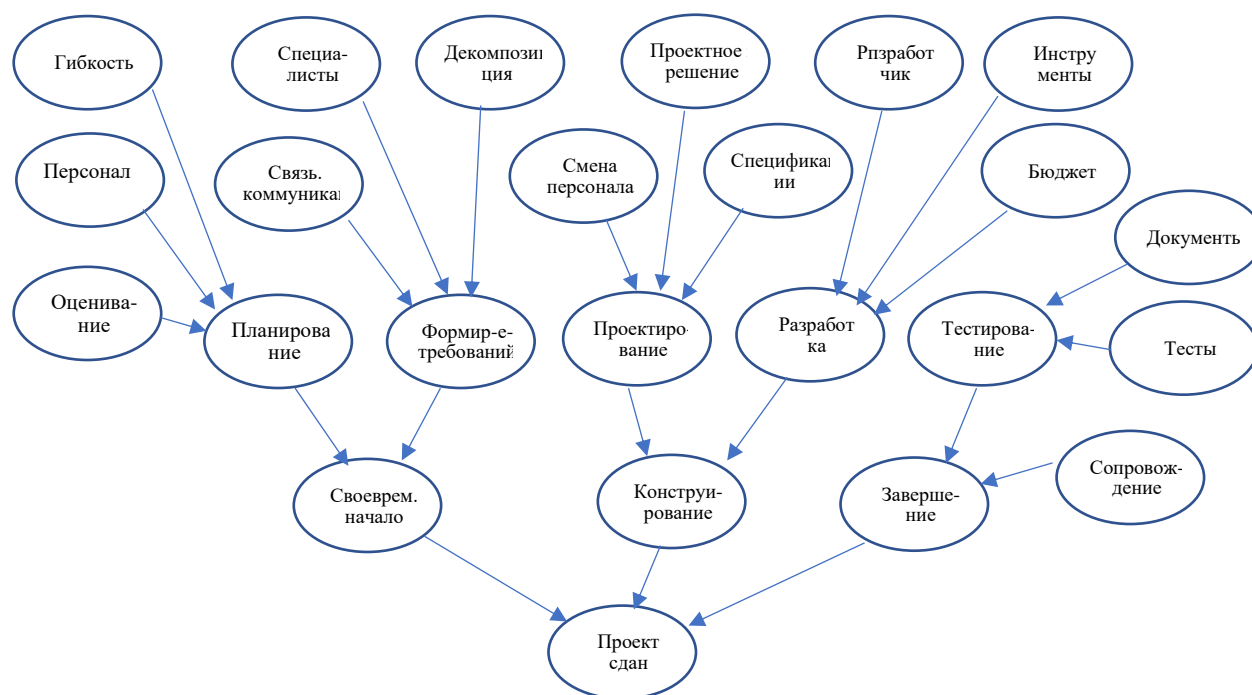 Гибкость
Специа-
листы
Декомпози
ция
Проектное
решение
Рпзработ
чик
Инстру
менты
Персонал
Связь.
коммуника
Смена
персонала
Спецификац
ии
Бюджет
Документь
Оценива-
ние
Планирова
ние
Формир-е-
требований
Проектиро-
вание
Разработ
ка
Тестирова-
ние
Тесты
Своеврем.
начало
Конструи-
рование
Заверше-
ние
Сопровож-
дение
Проект
сдан